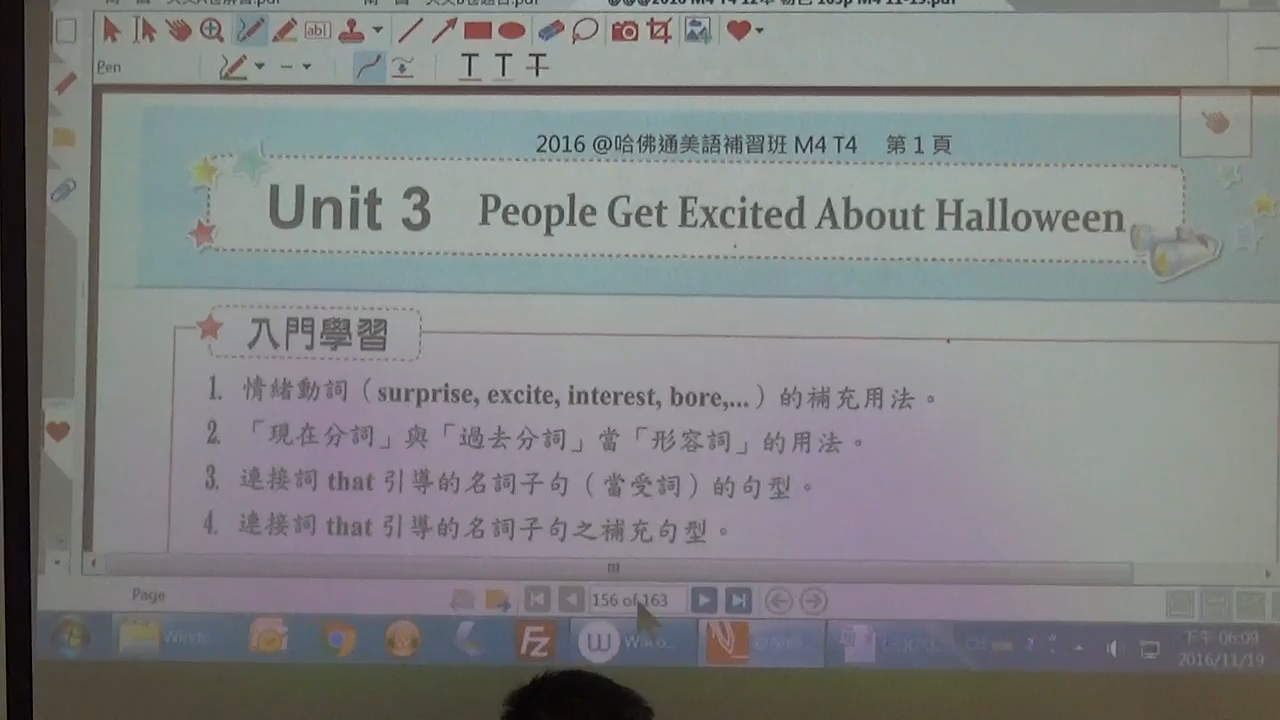 Pen
2016 @哈佛通美語補習班 M4 T4 第 1 頁
Unit 3 People Get Excited About Halloween
入門學習
1. 情緒動詞（surprise, excite, interest, bore,...）的補充用法。
2. 「現在分詞」與「過去分詞」當「形容詞」的用法。
3. 連接詞 that 引導的名詞子句（當受詞）的句型。
4. 連接詞 that 引導的名詞子句之補充句型。
Page
156 of 163
下午 06:09
2016/11/19